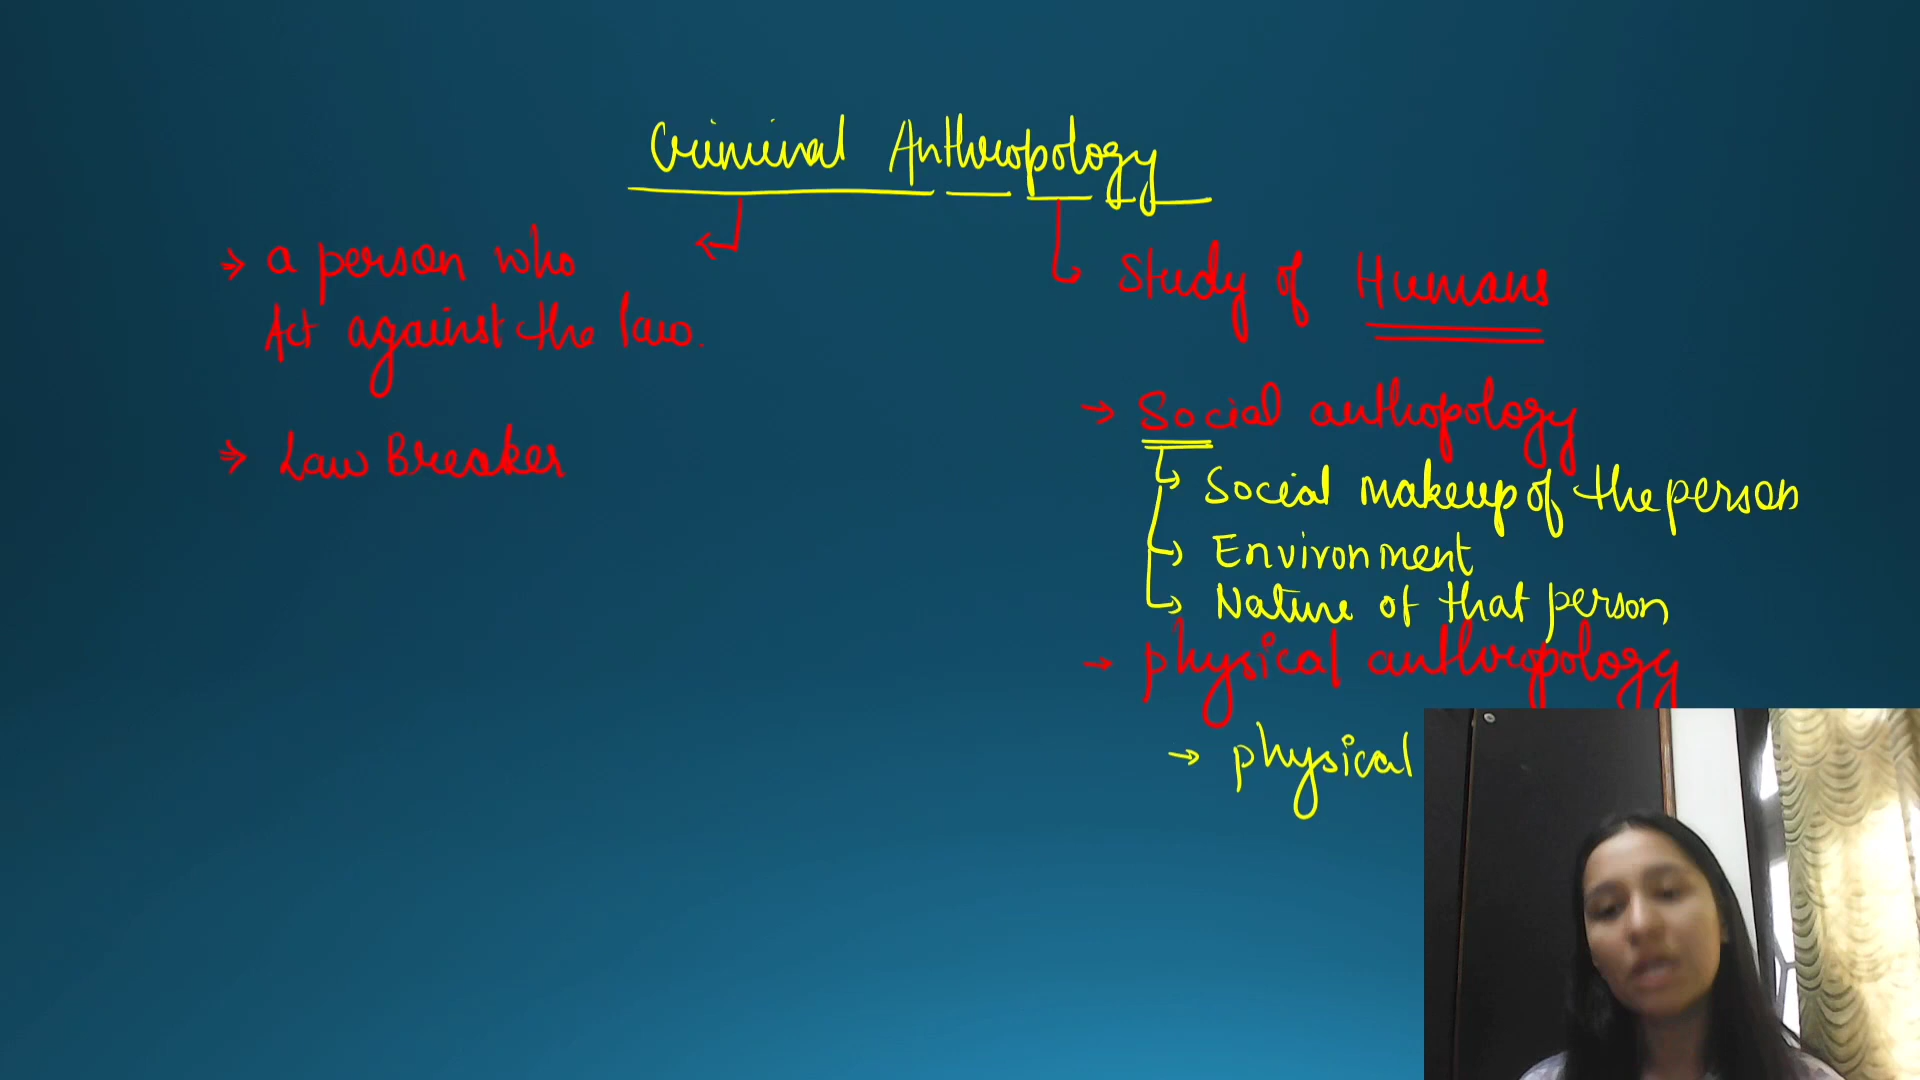 Criminal Anthropology
→ a person who
Act against the law.
→ Law Breaker
Study of Humans
→ Social anthopology
Social makeup of the person
Environment
Nature of that person
→ physical anthropology
→ physical